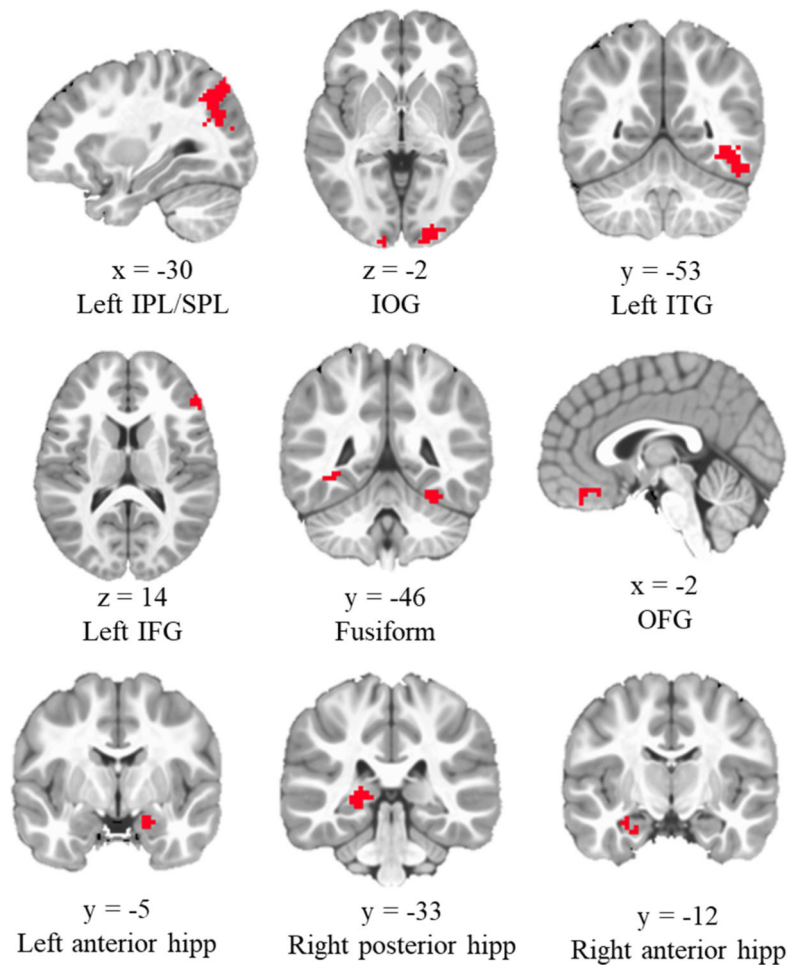 x = -30
Left IPL/SPL
z = -2
IOG
y = -53
Left ITG
z = 14
Left IFG
y = -46
Fusiform
x = -2
OFG
y = -5
Left anterior hipp
y = -33
Right posterior hipp
y = -12
Right anterior hipp